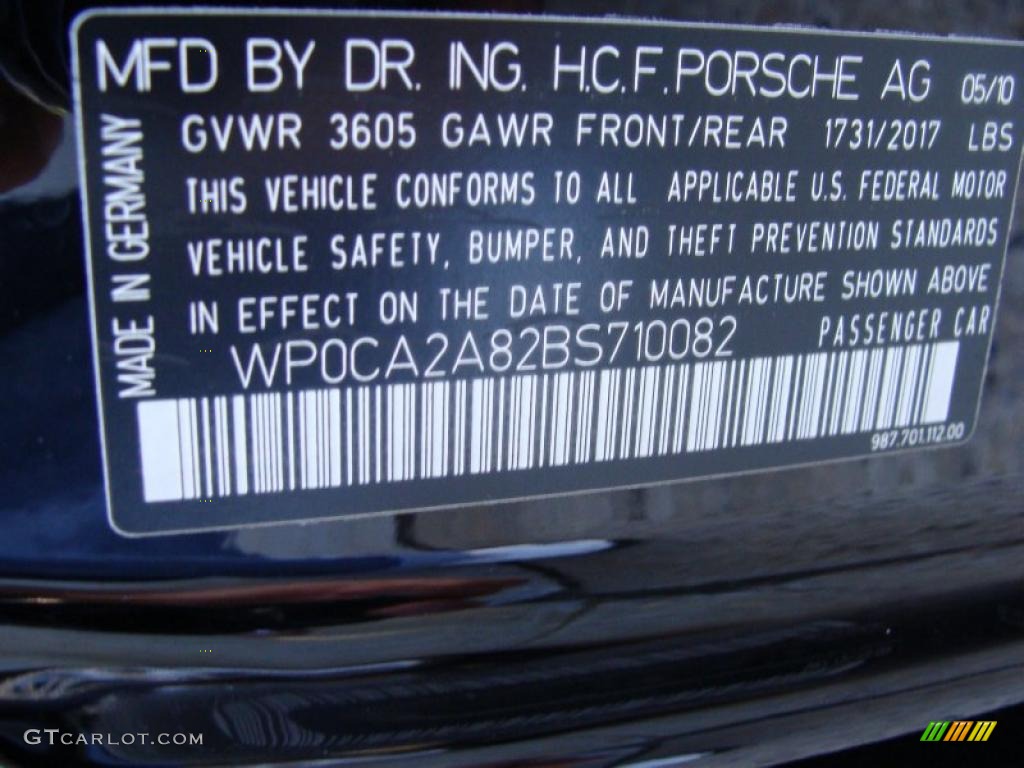 MFD BY DR. ING. H.C.F.PORSCHE AG 05/10
GVWR 3605 GAWR FRONT/REAR 1731/2017 LBS
THIS VEHICLE CONFORMS TO ALL APPLICABLE U.S. FEDERAL MOTOR
VEHICLE SAFETY, BUMPER, AND THEFT PREVENTION STANDARDS
IN EFFECT ON THE DATE OF MANUFACTURE SHOWN ABOVE
WP0CA2A82BS710082 PASSENGER CAR
MADE IN GERMANY
987.701.112.00
GTCARLOT.COM